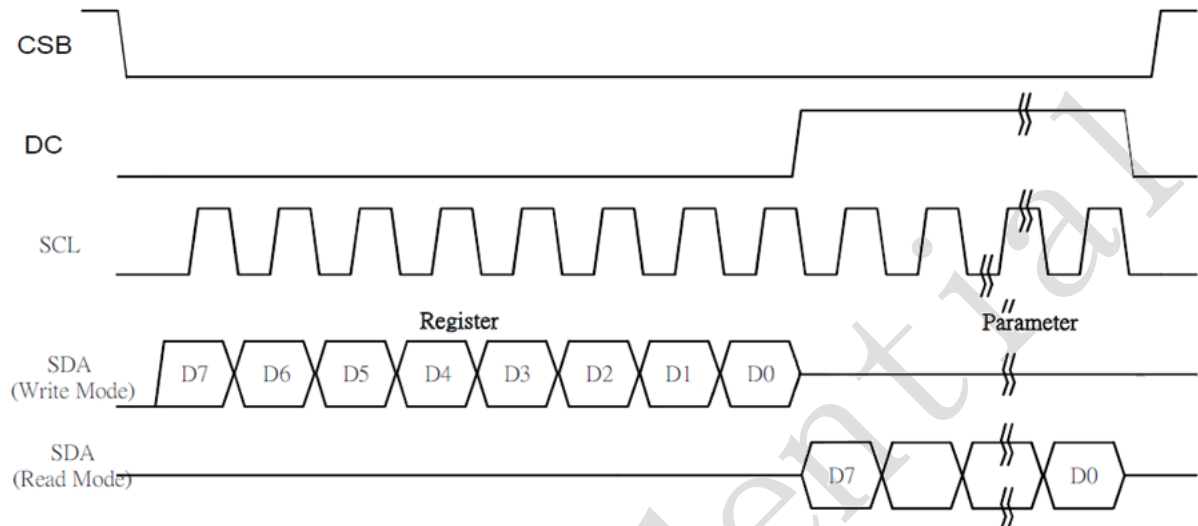 CSB
DC
SCL
Register
Parameter
SDA
(Write Mode)
D7 D6 D5 D4 D3 D2 D1 D0
SDA
(Read Mode)
D7 D0
dential